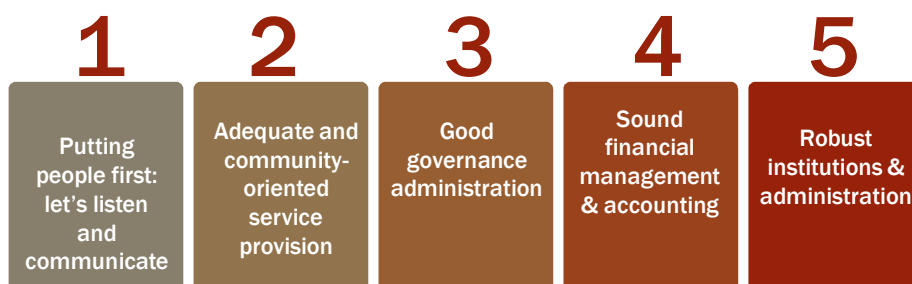 1
Putting
people first:
let's listen
and
communicate
2
Adequate and
community-
oriented
service
provision
3
Good
governance
administration
4
Sound
financial
management
& accounting
5
Robust
institutions &
administration